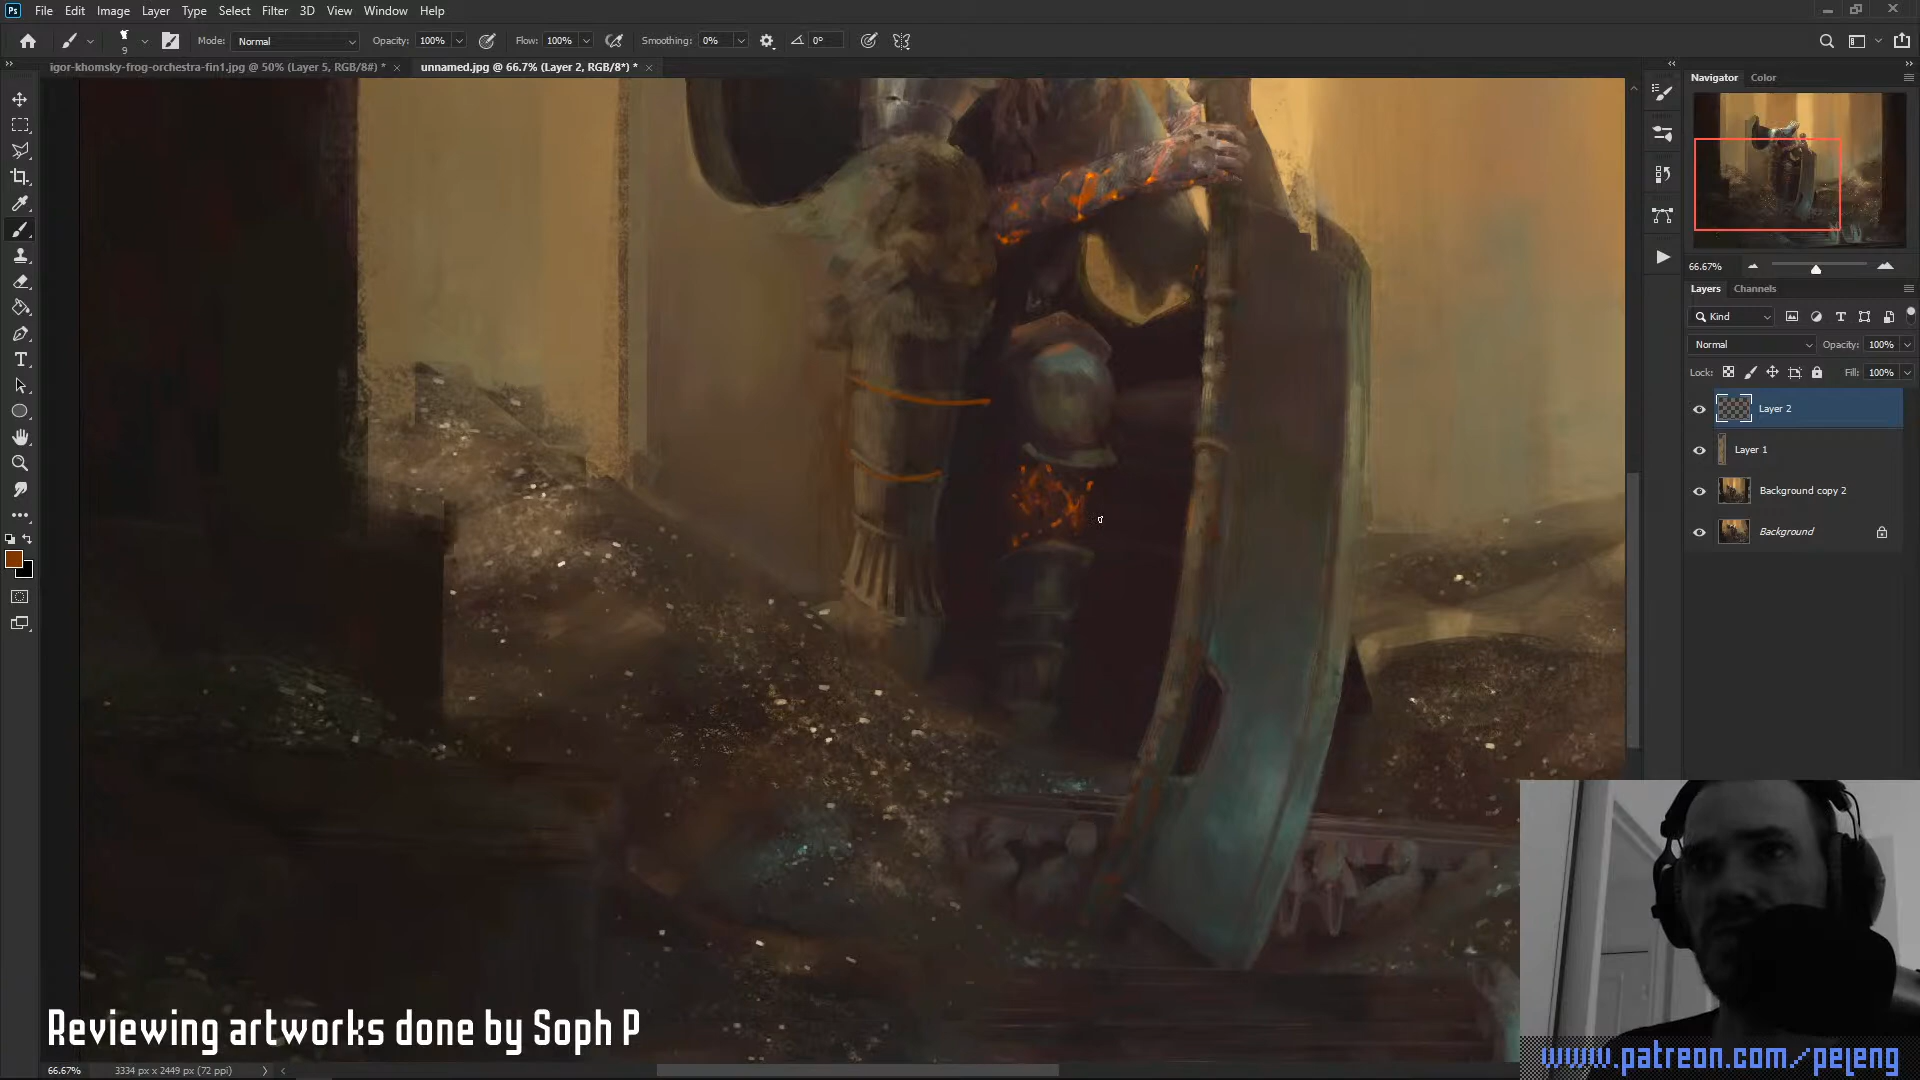 Ps File Edit Image Layer Type Select Filter 3D View Window Help
9 Mode: Normal Opacity: 100% Flow: 100% Smoothing: 0% 0°
igor-khomsky-frog-orchestra-fin1.jpg @ 50% (Layer 5, RGB/8#) * unnamed.jpg @ 66.7% (Layer 2, RGB/8*) *
Navigator Color
66.67%
Layers Channels
Kind
Normal Opacity: 100%
Lock: Fill: 100%
Layer 2
Layer 1
Background copy 2
Background
Reviewing artworks done by Soph P
www.patreon.com/peleng
66.67% 3334 px x 2449 px (72 ppi)